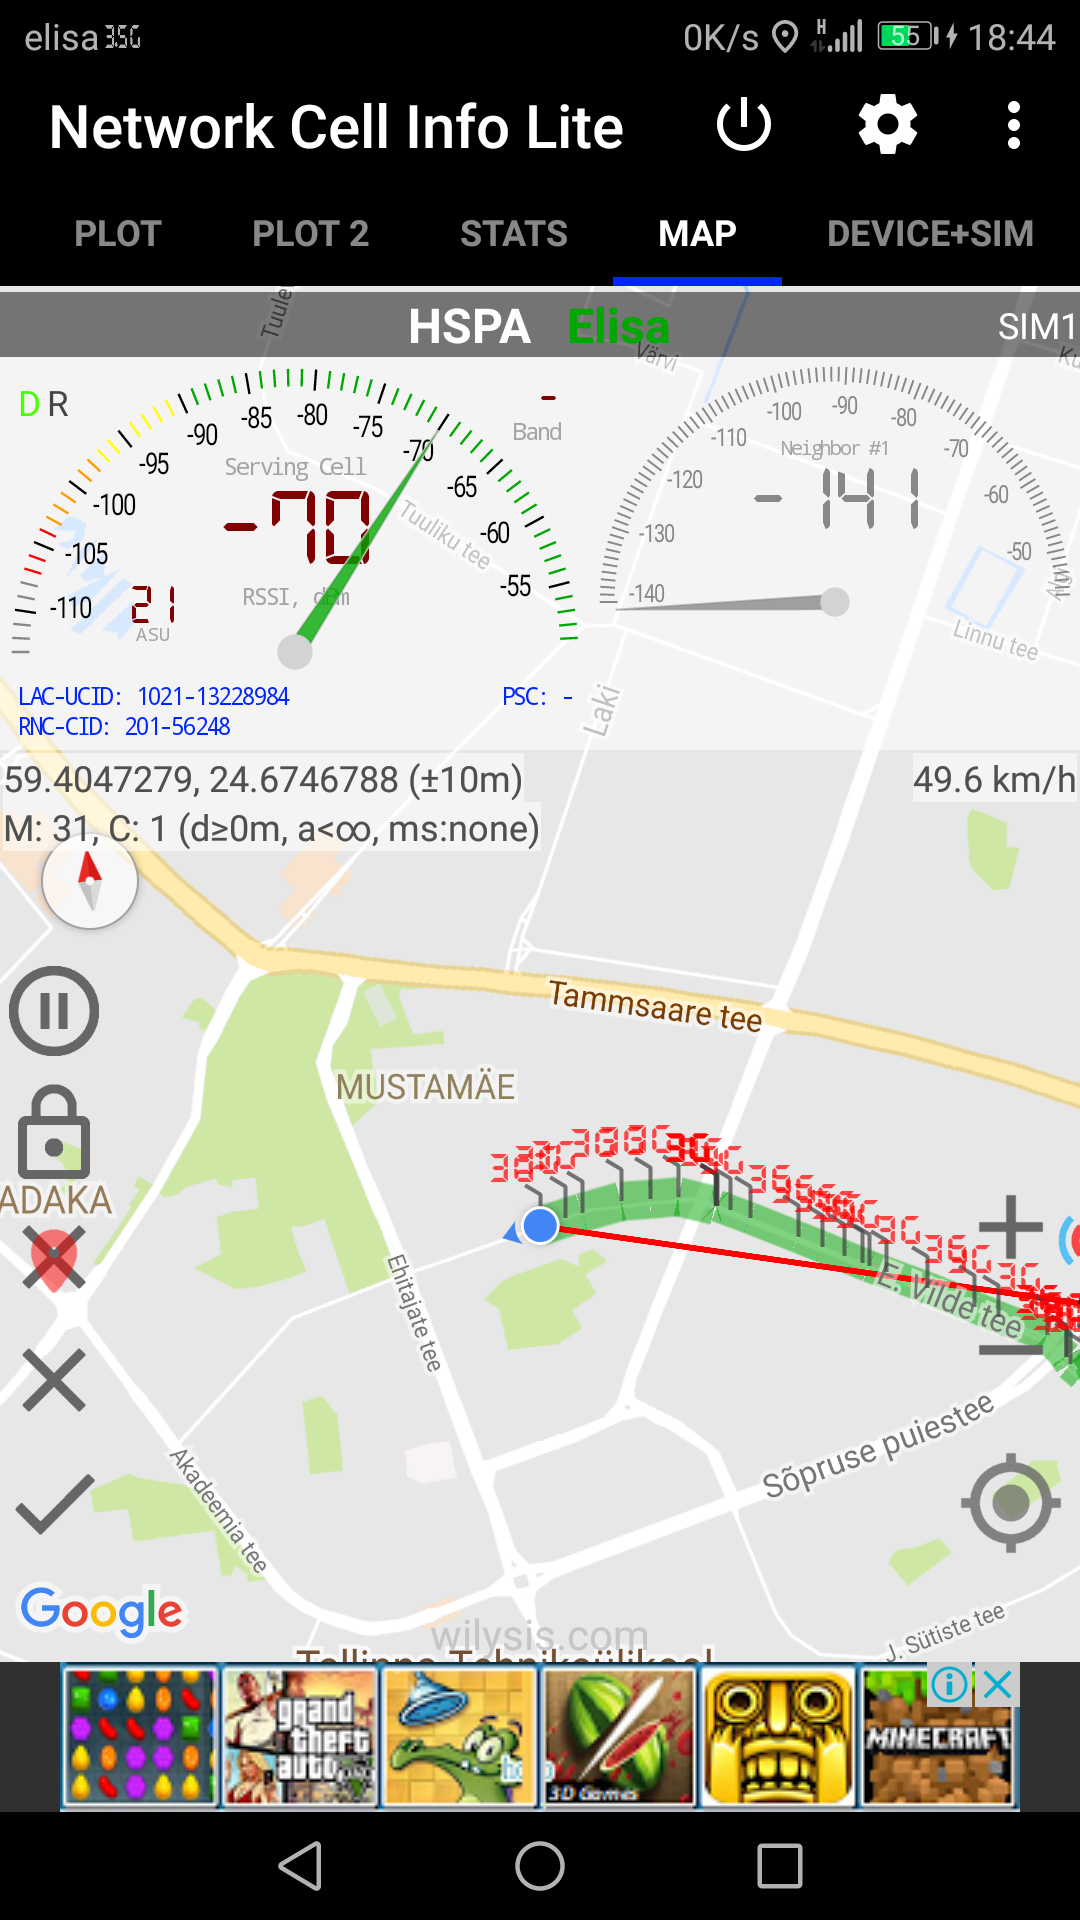 elisa 3.5G 0K/s H 55 18:44
Network Cell Info Lite
PLOT PLOT 2 STATS MAP DEVICE+SIM
HSPA Elisa SIM1
Värvi
D R
-110 -105 -100 -95 -90 -85 -80 -75 -70 -65 -60 -55
Serving Cell
-70
RSSI, dBm
21
ASU
-
Band
-140 -130 -120 -110 -100 -90 -80 -70 -60 -50
Neighbor #1
-141
Tuuliku tee
Linnu tee
Laki
LAC-UCID: 1021-13228984 PSC: -
RNC-CID: 201-56248
59.4047279, 24.6746788 (±10m) 49.6 km/h
M: 31, C: 1 (d≥0m, a<∞, ms:none)
Tammsaare tee
MUSTAMÄE
ADAKA
E. Vilde tee
Ehitajate tee
Sõpruse puiestee
Akadeemia tee
J. Sütiste tee
Google
wilysis.com
Tallinna Tehnikaülikool
grand
theft
auto
3D Games
MINECRAFT